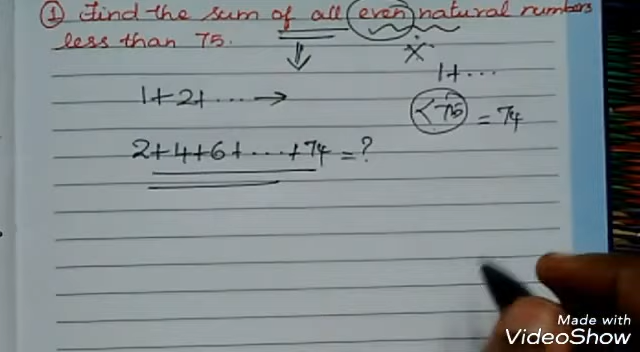 ① Find the sum of all even natural numbers
less than 75.
1+...
1+2+....→
<75 = 74
2+4+6+....+74=?
Made with
VideoShow